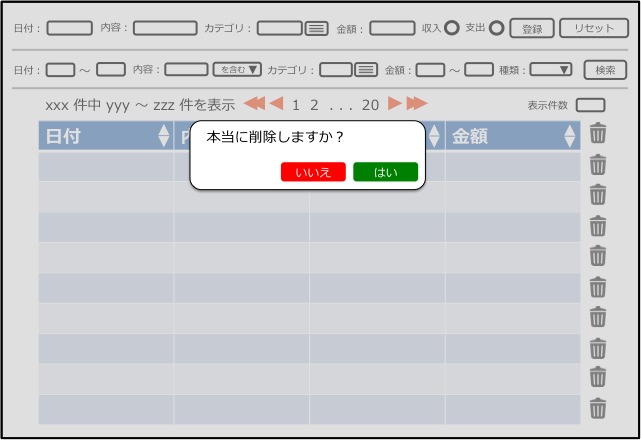 日付： 内容： カテゴリ： 金額： 収入 支出 登録 リセット
日付： ～ 内容： を含む▼ カテゴリ： 金額： ～ 種類： ▼ 検索
xxx 件中 yyy ～ zzz 件を表示 1 2 ... 20 表示件数
日付 金額
本当に削除しますか？
いいえ はい